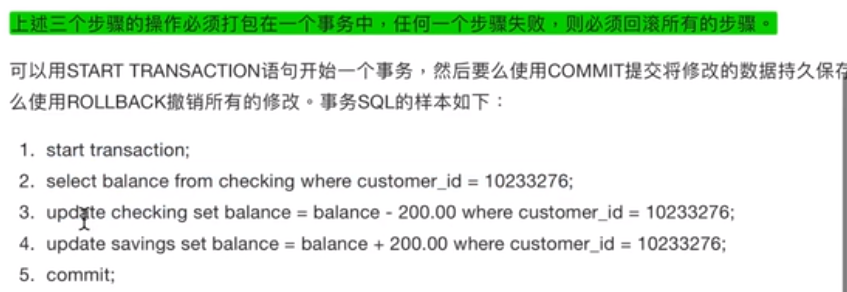 上述三个步骤的操作必须打包在一个事务中，任何一个步骤失败，则必须回滚所有的步骤。
可以用START TRANSACTION语句开始一个事务，然后要么使用COMMIT提交将修改的数据持久保存
么使用ROLLBACK撤销所有的修改。事务SQL的样本如下：
1. start transaction;
2. select balance from checking where customer_id = 10233276;
3. update checking set balance = balance - 200.00 where customer_id = 10233276;
4. update savings set balance = balance + 200.00 where customer_id = 10233276;
5. commit;